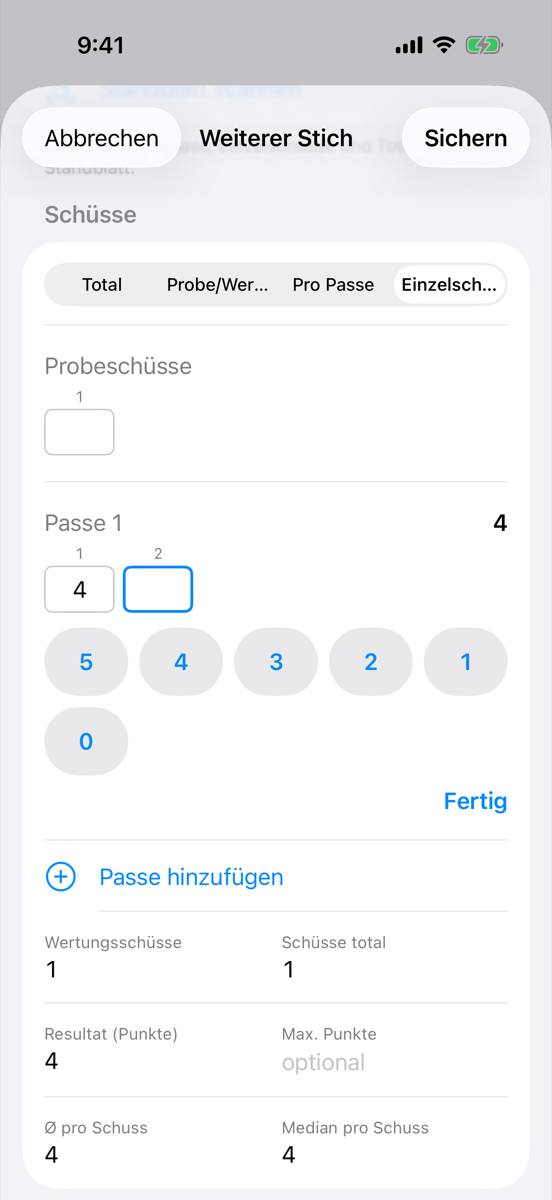 9:41
Abbrechen
Weiterer Stich
Sichern
Standblatt.
Schüsse
Total
Probe/Wer...
Pro Passe
Einzelsch...
Probeschüsse
1
Passe 1
4
1
2
4
5
4
3
2
1
0
Fertig
Passe hinzufügen
Wertungsschüsse
Schüsse total
1
1
Resultat (Punkte)
Max. Punkte
4
optional
Ø pro Schuss
Median pro Schuss
4
4